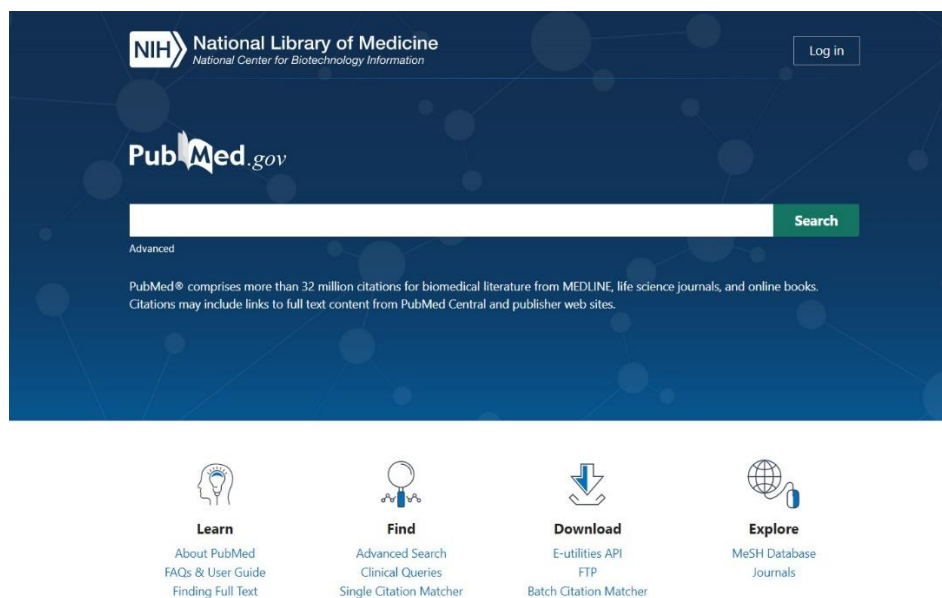 NIH National Library of Medicine
National Center for Biotechnology Information
Log in
PubMed.gov
Search
Advanced
PubMed® comprises more than 32 million citations for biomedical literature from MEDLINE, life science journals, and online books.
Citations may include links to full text content from PubMed Central and publisher web sites.
Learn
About PubMed
FAQs & User Guide
Finding Full Text
Find
Advanced Search
Clinical Queries
Single Citation Matcher
Download
E-utilities API
FTP
Batch Citation Matcher
Explore
MeSH Database
Journals